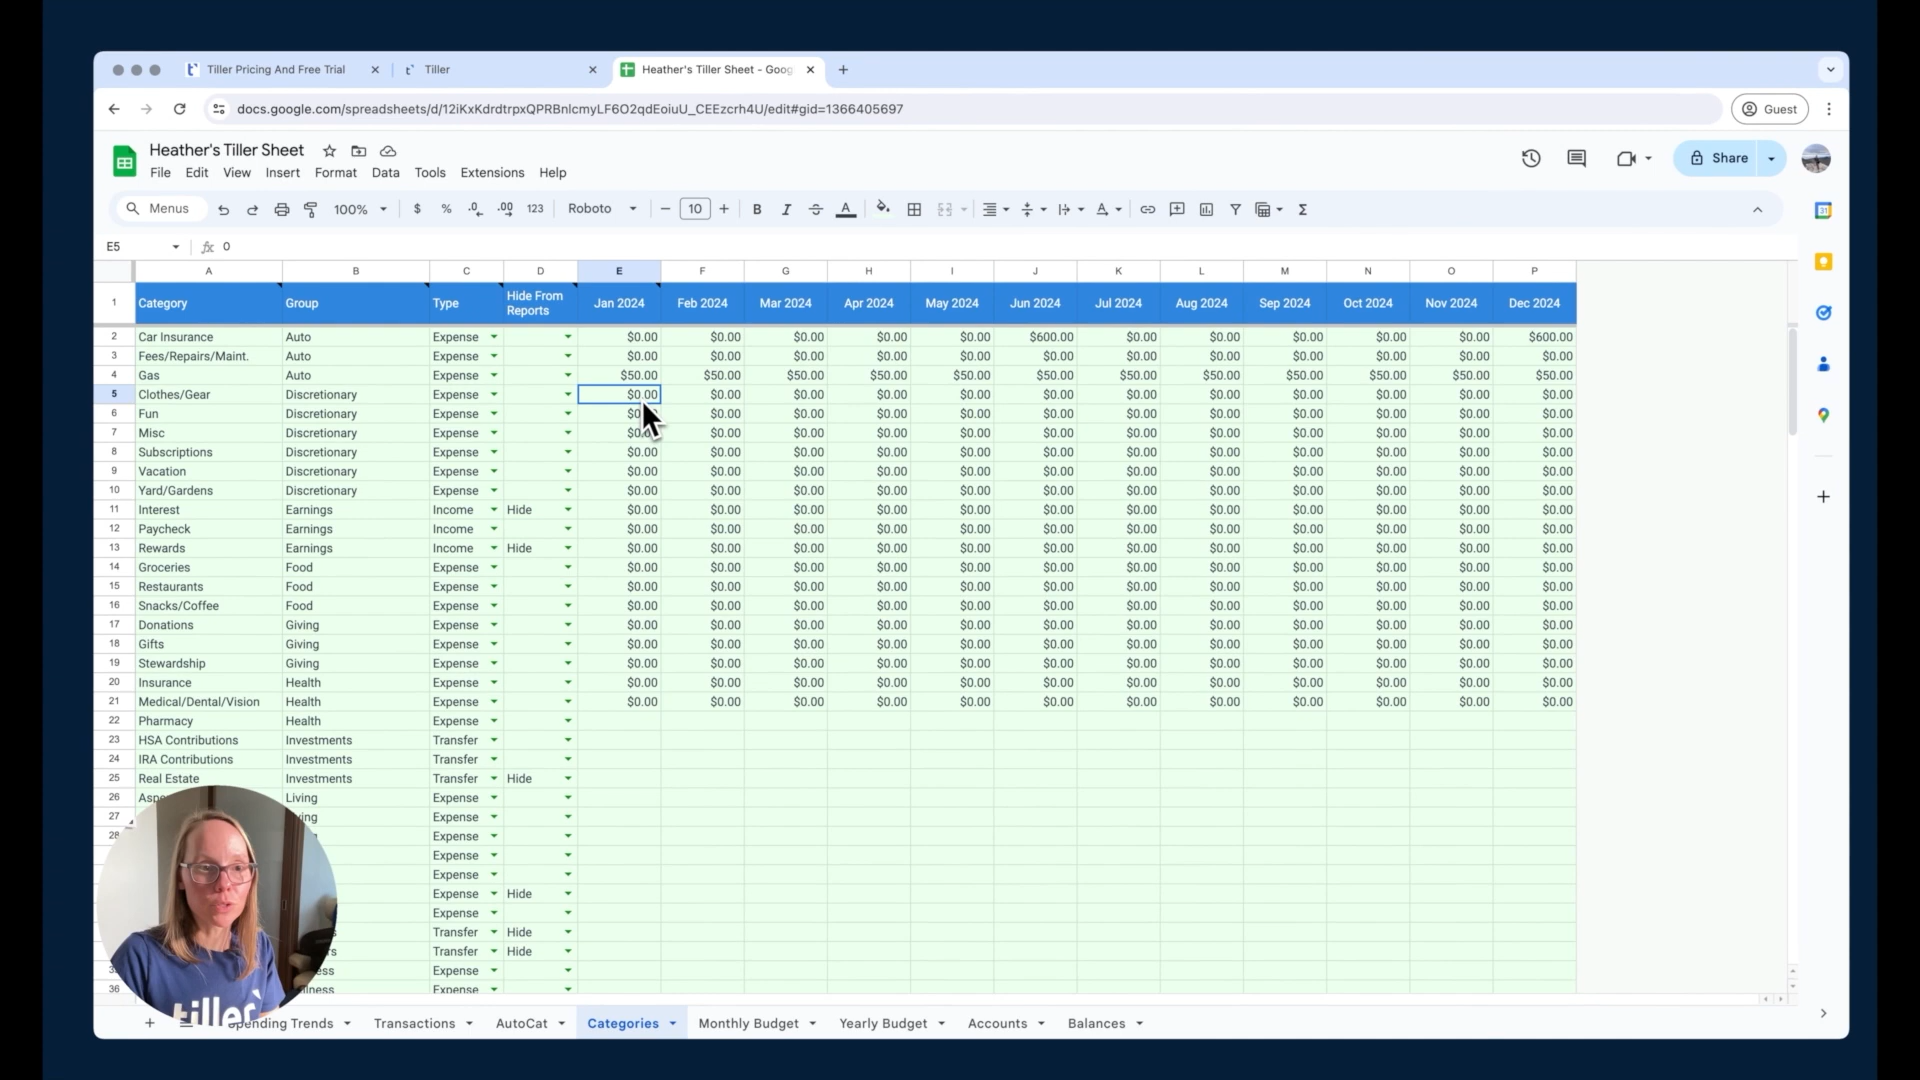 Tiller Pricing And Free Trial
Tiller
Heather's Tiller Sheet - Goog
docs.google.com/spreadsheets/d/12iKxKdrdtrpxQPRBnlcmyLF6O2qdEoiuU_CEEzcrh4U/edit#gid=1366405697
Guest
Heather's Tiller Sheet
File Edit View Insert Format Data Tools Extensions Help
Share
Menus 100% $ % .0 .00 123 Roboto 10 B I S A Σ
E5 fx 0
A B C D E F G H I J K L M N O P
1 Category Group Type Hide From Reports Jan 2024 Feb 2024 Mar 2024 Apr 2024 May 2024 Jun 2024 Jul 2024 Aug 2024 Sep 2024 Oct 2024 Nov 2024 Dec 2024
2 Car Insurance Auto Expense $0.00 $0.00 $0.00 $0.00 $0.00 $600.00 $0.00 $0.00 $0.00 $0.00 $0.00 $600.00
3 Fees/Repairs/Maint. Auto Expense $0.00 $0.00 $0.00 $0.00 $0.00 $0.00 $0.00 $0.00 $0.00 $0.00 $0.00 $0.00
4 Gas Auto Expense $50.00 $50.00 $50.00 $50.00 $50.00 $50.00 $50.00 $50.00 $50.00 $50.00 $50.00 $50.00
5 Clothes/Gear Discretionary Expense $0.00 $0.00 $0.00 $0.00 $0.00 $0.00 $0.00 $0.00 $0.00 $0.00 $0.00 $0.00
6 Fun Discretionary Expense $0.00 $0.00 $0.00 $0.00 $0.00 $0.00 $0.00 $0.00 $0.00 $0.00 $0.00
7 Misc Discretionary Expense $0.00 $0.00 $0.00 $0.00 $0.00 $0.00 $0.00 $0.00 $0.00 $0.00 $0.00
8 Subscriptions Discretionary Expense $0.00 $0.00 $0.00 $0.00 $0.00 $0.00 $0.00 $0.00 $0.00 $0.00 $0.00 $0.00
9 Vacation Discretionary Expense $0.00 $0.00 $0.00 $0.00 $0.00 $0.00 $0.00 $0.00 $0.00 $0.00 $0.00 $0.00
10 Yard/Gardens Discretionary Expense $0.00 $0.00 $0.00 $0.00 $0.00 $0.00 $0.00 $0.00 $0.00 $0.00 $0.00 $0.00
11 Interest Earnings Income Hide $0.00 $0.00 $0.00 $0.00 $0.00 $0.00 $0.00 $0.00 $0.00 $0.00 $0.00 $0.00
12 Paycheck Earnings Income $0.00 $0.00 $0.00 $0.00 $0.00 $0.00 $0.00 $0.00 $0.00 $0.00 $0.00 $0.00
13 Rewards Earnings Income Hide $0.00 $0.00 $0.00 $0.00 $0.00 $0.00 $0.00 $0.00 $0.00 $0.00 $0.00 $0.00
14 Groceries Food Expense $0.00 $0.00 $0.00 $0.00 $0.00 $0.00 $0.00 $0.00 $0.00 $0.00 $0.00 $0.00
15 Restaurants Food Expense $0.00 $0.00 $0.00 $0.00 $0.00 $0.00 $0.00 $0.00 $0.00 $0.00 $0.00 $0.00
16 Snacks/Coffee Food Expense $0.00 $0.00 $0.00 $0.00 $0.00 $0.00 $0.00 $0.00 $0.00 $0.00 $0.00 $0.00
17 Donations Giving Expense $0.00 $0.00 $0.00 $0.00 $0.00 $0.00 $0.00 $0.00 $0.00 $0.00 $0.00 $0.00
18 Gifts Giving Expense $0.00 $0.00 $0.00 $0.00 $0.00 $0.00 $0.00 $0.00 $0.00 $0.00 $0.00 $0.00
19 Stewardship Giving Expense $0.00 $0.00 $0.00 $0.00 $0.00 $0.00 $0.00 $0.00 $0.00 $0.00 $0.00 $0.00
20 Insurance Health Expense $0.00 $0.00 $0.00 $0.00 $0.00 $0.00 $0.00 $0.00 $0.00 $0.00 $0.00 $0.00
21 Medical/Dental/Vision Health Expense $0.00 $0.00 $0.00 $0.00 $0.00 $0.00 $0.00 $0.00 $0.00 $0.00 $0.00 $0.00
22 Pharmacy Health Expense
23 HSA Contributions Investments Transfer
24 IRA Contributions Investments Transfer
25 Real Estate Investments Transfer Hide
26 Living Expense
27 Expense
28 Expense
Expense
Expense
Expense Hide
Expense
Transfer Hide
Transfer Hide
Expense
36 Expense
tiller
Spending Trends Transactions AutoCat Categories Monthly Budget Yearly Budget Accounts Balances